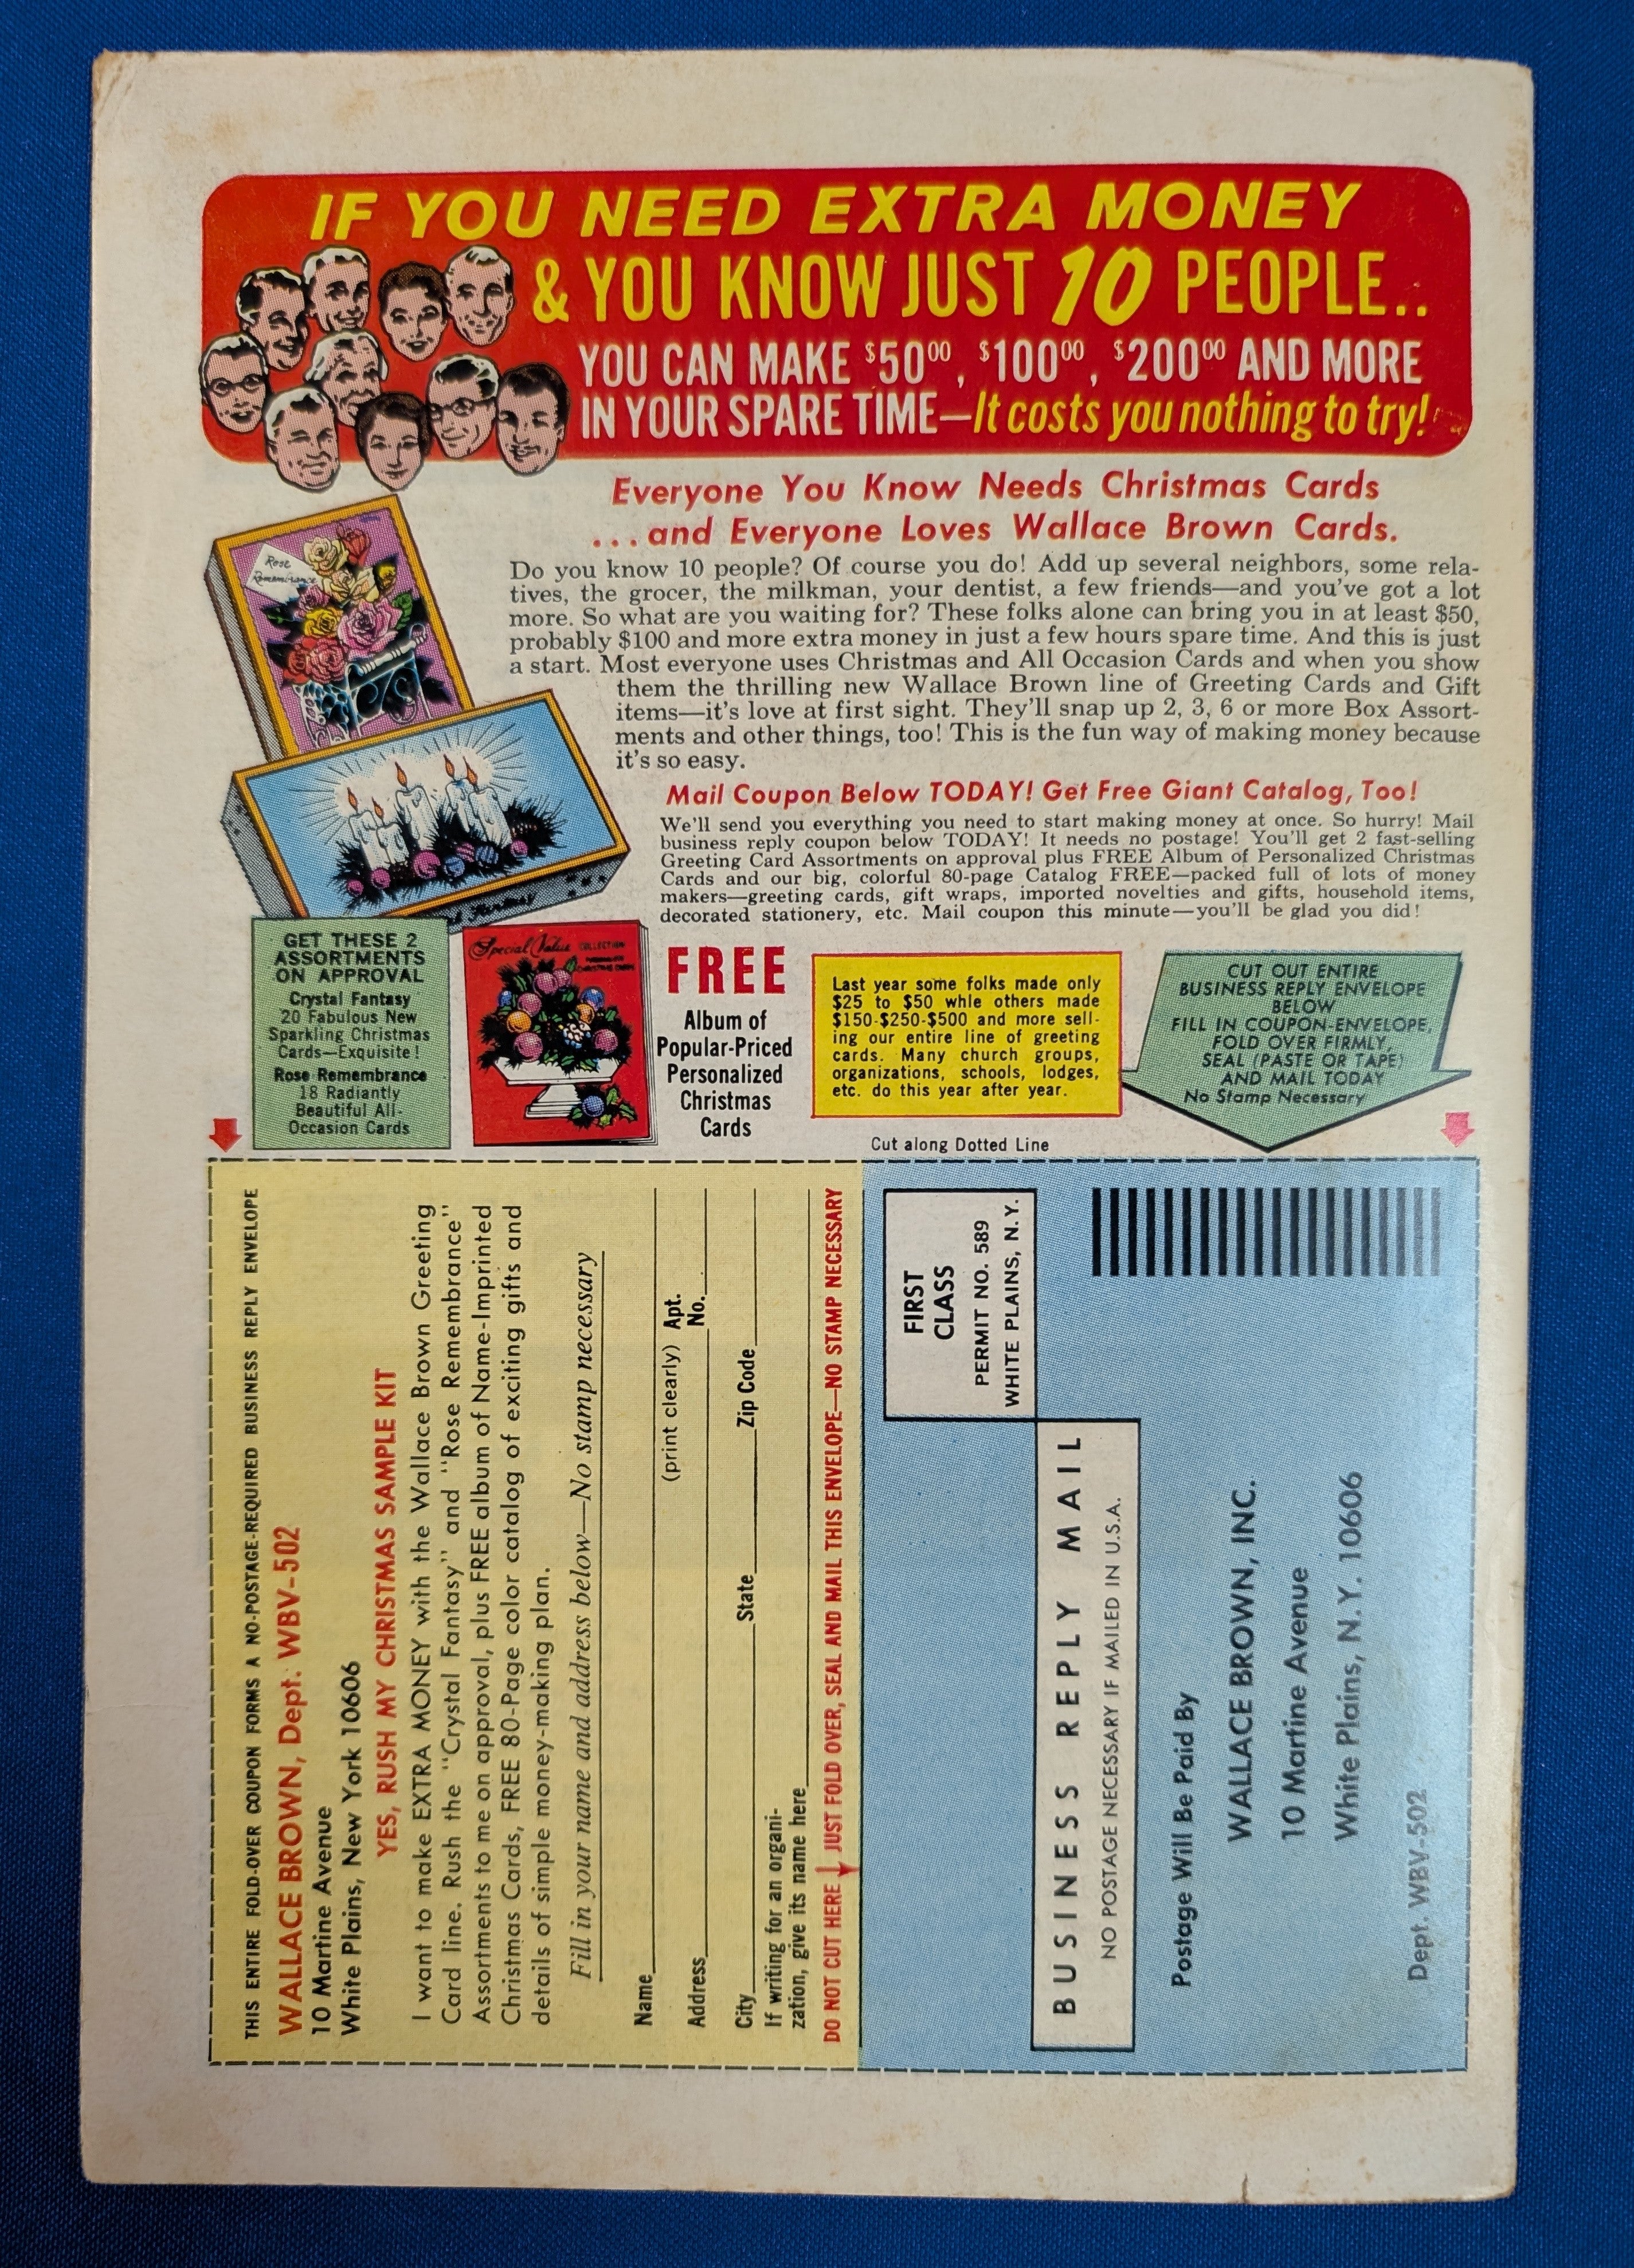 IF YOU NEED EXTRA MONEY
& YOU KNOW JUST 10 PEOPLE..
YOU CAN MAKE $50⁰⁰, $100⁰⁰, $200⁰⁰ AND MORE
IN YOUR SPARE TIME—It costs you nothing to try!
Everyone You Know Needs Christmas Cards
...and Everyone Loves Wallace Brown Cards.
Rose
Remembrance
Do you know 10 people? Of course you do! Add up several neighbors, some rela-
tives, the grocer, the milkman, your dentist, a few friends—and you've got a lot
more. So what are you waiting for? These folks alone can bring you in at least $50,
probably $100 and more extra money in just a few hours spare time. And this is just
a start. Most everyone uses Christmas and All Occasion Cards and when you show
them the thrilling new Wallace Brown line of Greeting Cards and Gift
items—it's love at first sight. They'll snap up 2, 3, 6 or more Box Assort-
ments and other things, too! This is the fun way of making money because
it's so easy.
Mail Coupon Below TODAY! Get Free Giant Catalog, Too!
We'll send you everything you need to start making money at once. So hurry! Mail
business reply coupon below TODAY! It needs no postage! You'll get 2 fast-selling
Greeting Card Assortments on approval plus FREE Album of Personalized Christmas
Cards and our big, colorful 80-page Catalog FREE—packed full of lots of money
makers—greeting cards, gift wraps, imported novelties and gifts, household items,
decorated stationery, etc. Mail coupon this minute—you'll be glad you did!
GET THESE 2
ASSORTMENTS
ON APPROVAL
Crystal Fantasy
20 Fabulous New
Sparkling Christmas
Cards—Exquisite!
Rose Remembrance
18 Radiantly
Beautiful All-
Occasion Cards
Special Value COLLECTION
CHRISTMAS CARDS
FREE
Album of
Popular-Priced
Personalized
Christmas
Cards
Last year some folks made only
$25 to $50 whle others made
$150-$250-$500 and more sell-
ing our entire line of greeting
cards. Many church groups,
organizations, schools, lodges,
etc. do this year after year.
CUT OUT ENTIRE
BUSINESS REPLY ENVELOPE
BELOW
FILL IN COUPON-ENVELOPE,
FOLD OVER FIRMLY,
SEAL (PASTE OR TAPE)
AND MAIL TODAY
No Stamp Necessary
Cut along Dotted Line
THIS ENTIRE FOLD-OVER COUPON FORMS A NO-POSTAGE-REQUIRED BUSINESS REPLY ENVELOPE
WALLACE BROWN, Dept. WBV-502
10 Martine Avenue
White Plains, New York 10606
YES, RUSH MY CHRISTMAS SAMPLE KIT
I want to make EXTRA MONEY with the Wallace Brown Greeting
Card line. Rush the "Crystal Fantasy" and "Rose Remembrance"
Assortments to me on approval, plus FREE album of Name-Imprinted
Christmas Cards, FREE 80-Page color catalog of exciting gifts and
details of simple money-making plan.
Fill in your name and address below—No stamp necessary
Name
(print clearly)
Address Apt. No.
City State Zip Code
If writing for an organi-
zation, give its name here
DO NOT CUT HERE JUST FOLD OVER, SEAL AND MAIL THIS ENVELOPE—NO STAMP NECESSARY
FIRST
CLASS
PERMIT NO. 589
WHITE PLAINS, N.Y.
BUSINESS REPLY MAIL
NO POSTAGE NECESSARY IF MAILED IN U.S.A.
Postage Will Be Paid By
WALLACE BROWN, INC.
10 Martine Avenue
White Plains, N.Y. 10606
Dept. WBV-502